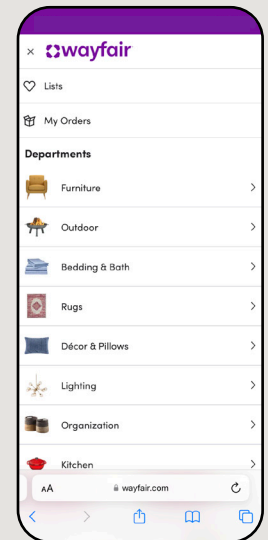 wayfair
Lists
My Orders
Departments
Furniture
Outdoor
Bedding & Bath
Rugs
Décor & Pillows
Lighting
Organization
Kitchen
AA wayfair.com